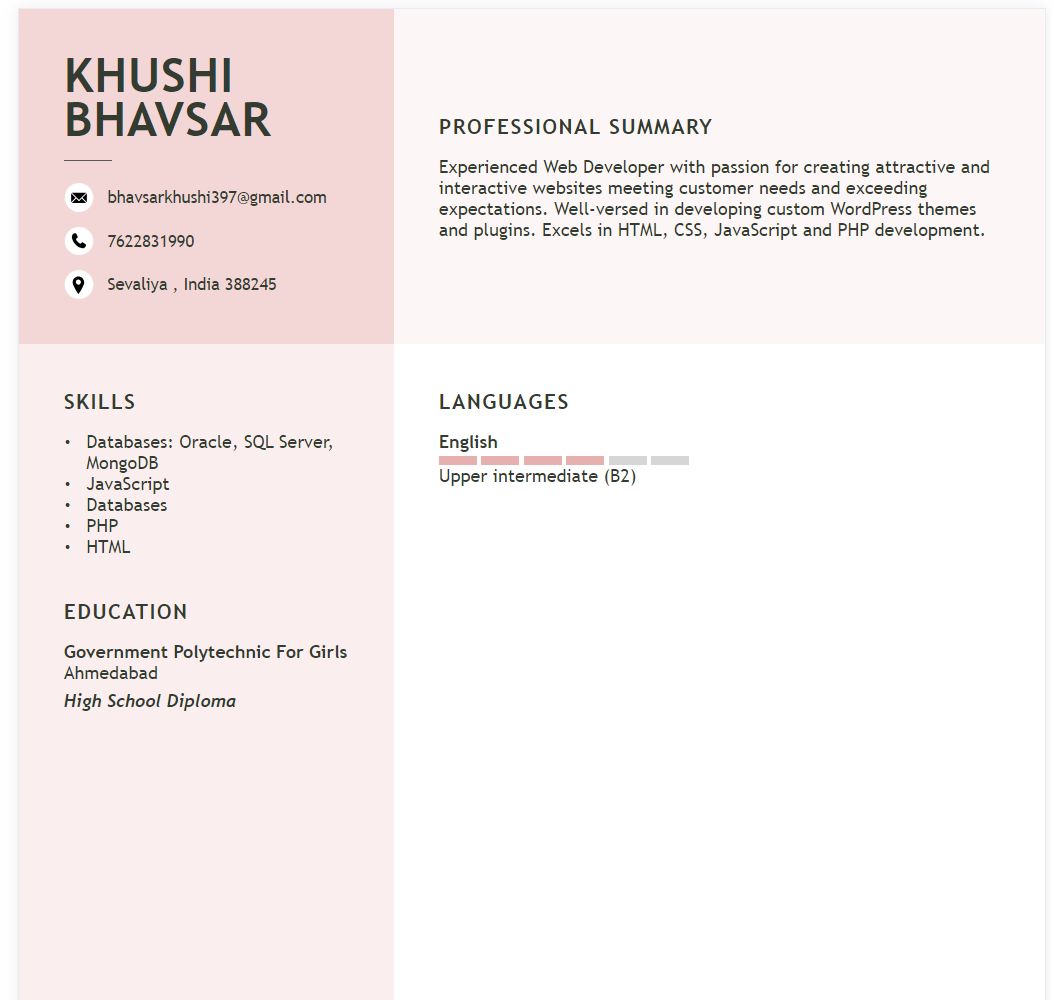 KHUSHI
BHAVSAR
bhavsarkhushi397@gmail.com
7622831990
Sevaliya , India 388245
PROFESSIONAL SUMMARY
Experienced Web Developer with passion for creating attractive and
interactive websites meeting customer needs and exceeding
expectations. Well-versed in developing custom WordPress themes
and plugins. Excels in HTML, CSS, JavaScript and PHP development.
SKILLS
• Databases: Oracle, SQL Server,
MongoDB
• JavaScript
• Databases
• PHP
• HTML
EDUCATION
Government Polytechnic For Girls
Ahmedabad
High School Diploma
LANGUAGES
English
Upper intermediate (B2)